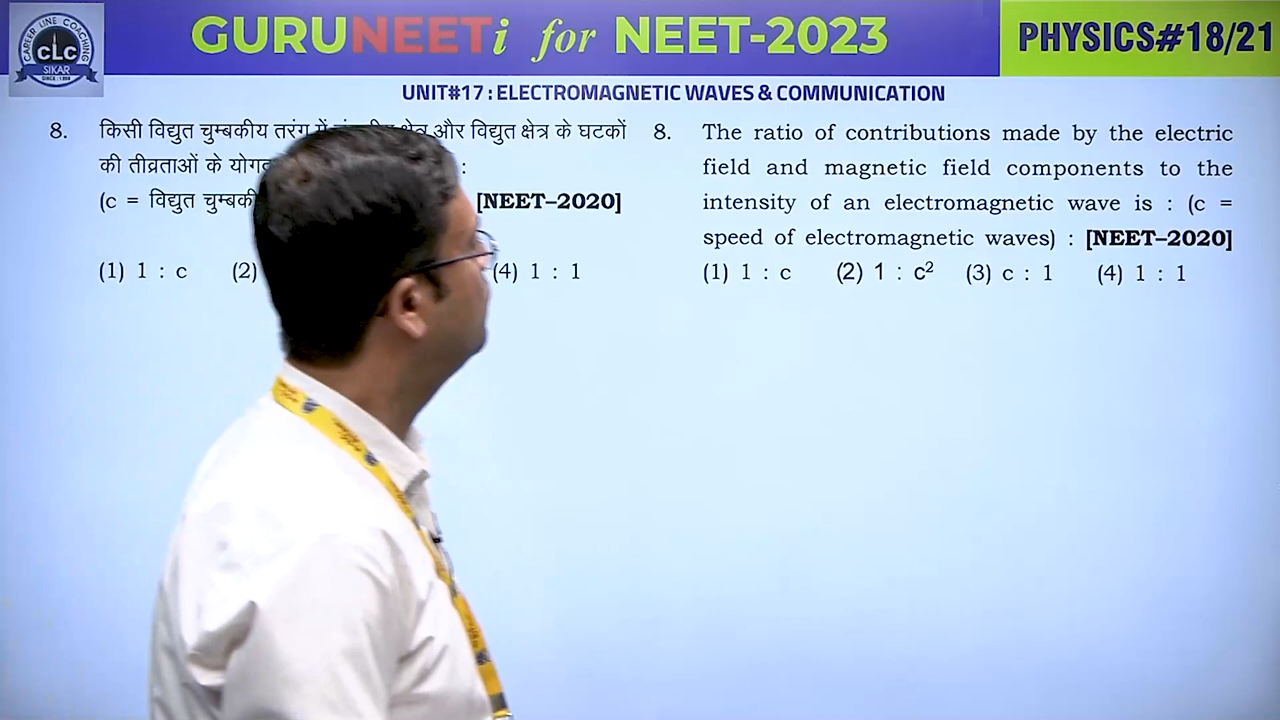 GURUNEETi for NEET-2023
PHYSICS#18/21
CAREER LINE COACHING
CLC
SIKAR
SINCE : 1996
UNIT#17 : ELECTROMAGNETIC WAVES & COMMUNICATION
8. किसी विद्युत चुम्बकीय तरंग में क्षेत्र और विद्युत क्षेत्र के घटकों
की तीव्रताओं के :
(c = विद्युत [NEET–2020]
(1) 1 : c (2) (4) 1 : 1
8. The ratio of contributions made by the electric
field and magnetic field components to the
intensity of an electromagnetic wave is : (c =
speed of electromagnetic waves) : [NEET–2020]
(1) 1 : c (2) 1 : c² (3) c : 1 (4) 1 : 1